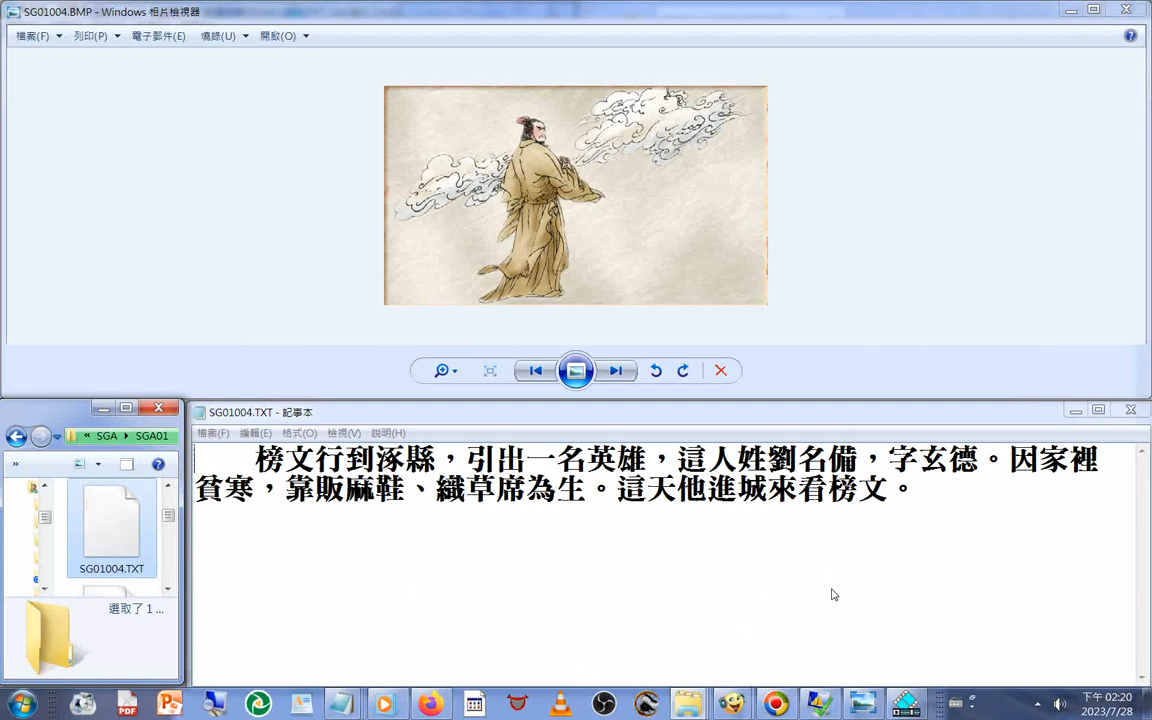 SG01004.BMP - Windows 相片檢視器
檔案(F) 列印(P) 電子郵件(E) 燒錄(U) 開啟(O)
« SGA SGA01
»
SG01004.TXT
選取了 1 ...
SG01004.TXT - 記事本
檔案(F) 編輯(E) 格式(O) 檢視(V) 說明(H)
榜文行到涿縣，引出一名英雄，這人姓劉名備，字玄德。因家裡
貧寒，靠販麻鞋、織草席為生。這天他進城來看榜文。
PDF
下午 02:20
2023/7/28